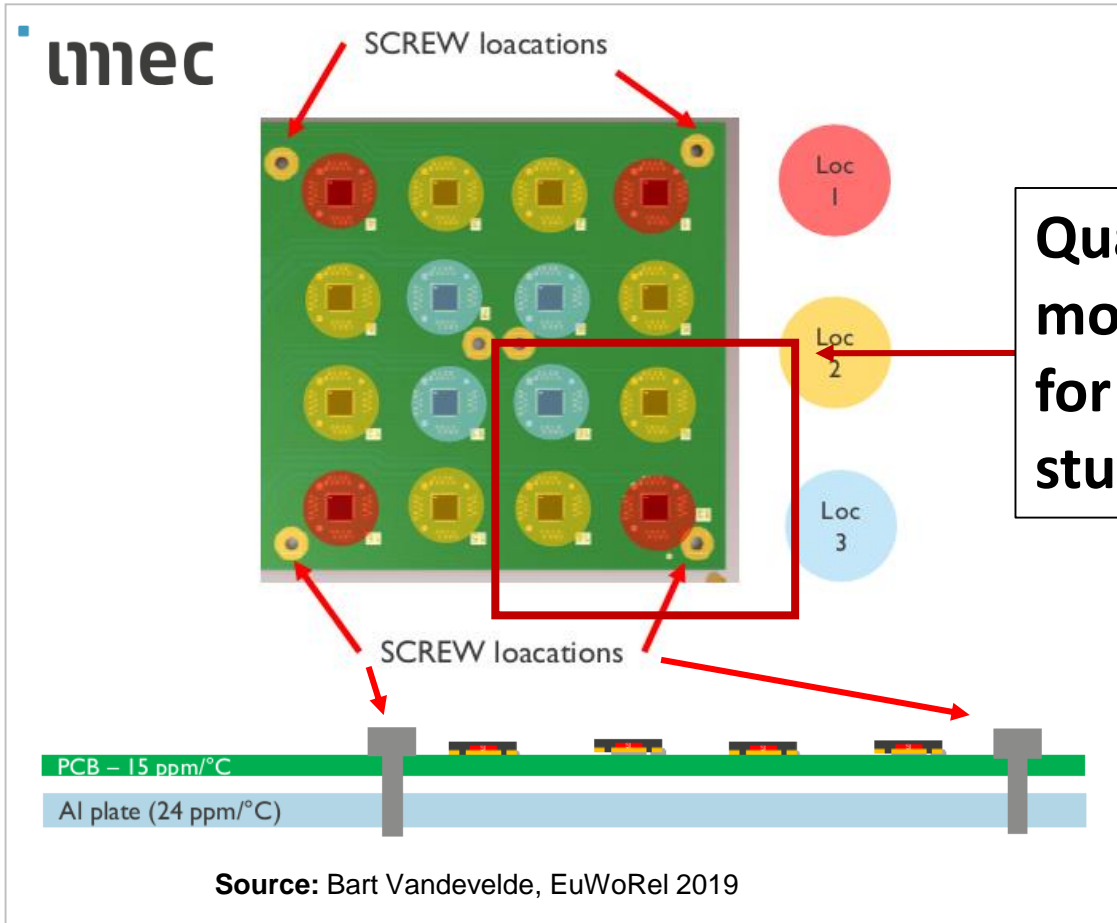 imec
SCREW loacations
Loc
1
Loc
2
Loc
3
Qua
mo
for
stu
SCREW loacations
PCB – 15 ppm/°C
Al plate (24 ppm/°C)
Source: Bart Vandevelde, EuWoRel 2019